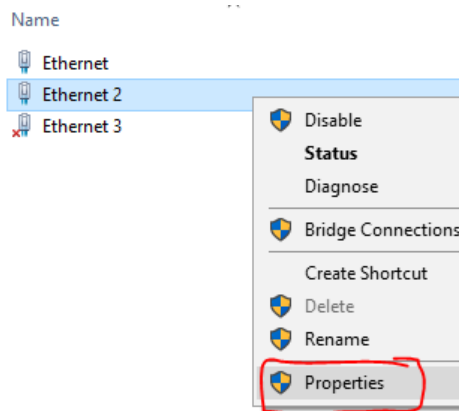 Name
Ethernet
Ethernet 2
Ethernet 3
Disable
Status
Diagnose
Bridge Connections
Create Shortcut
Delete
Rename
Properties